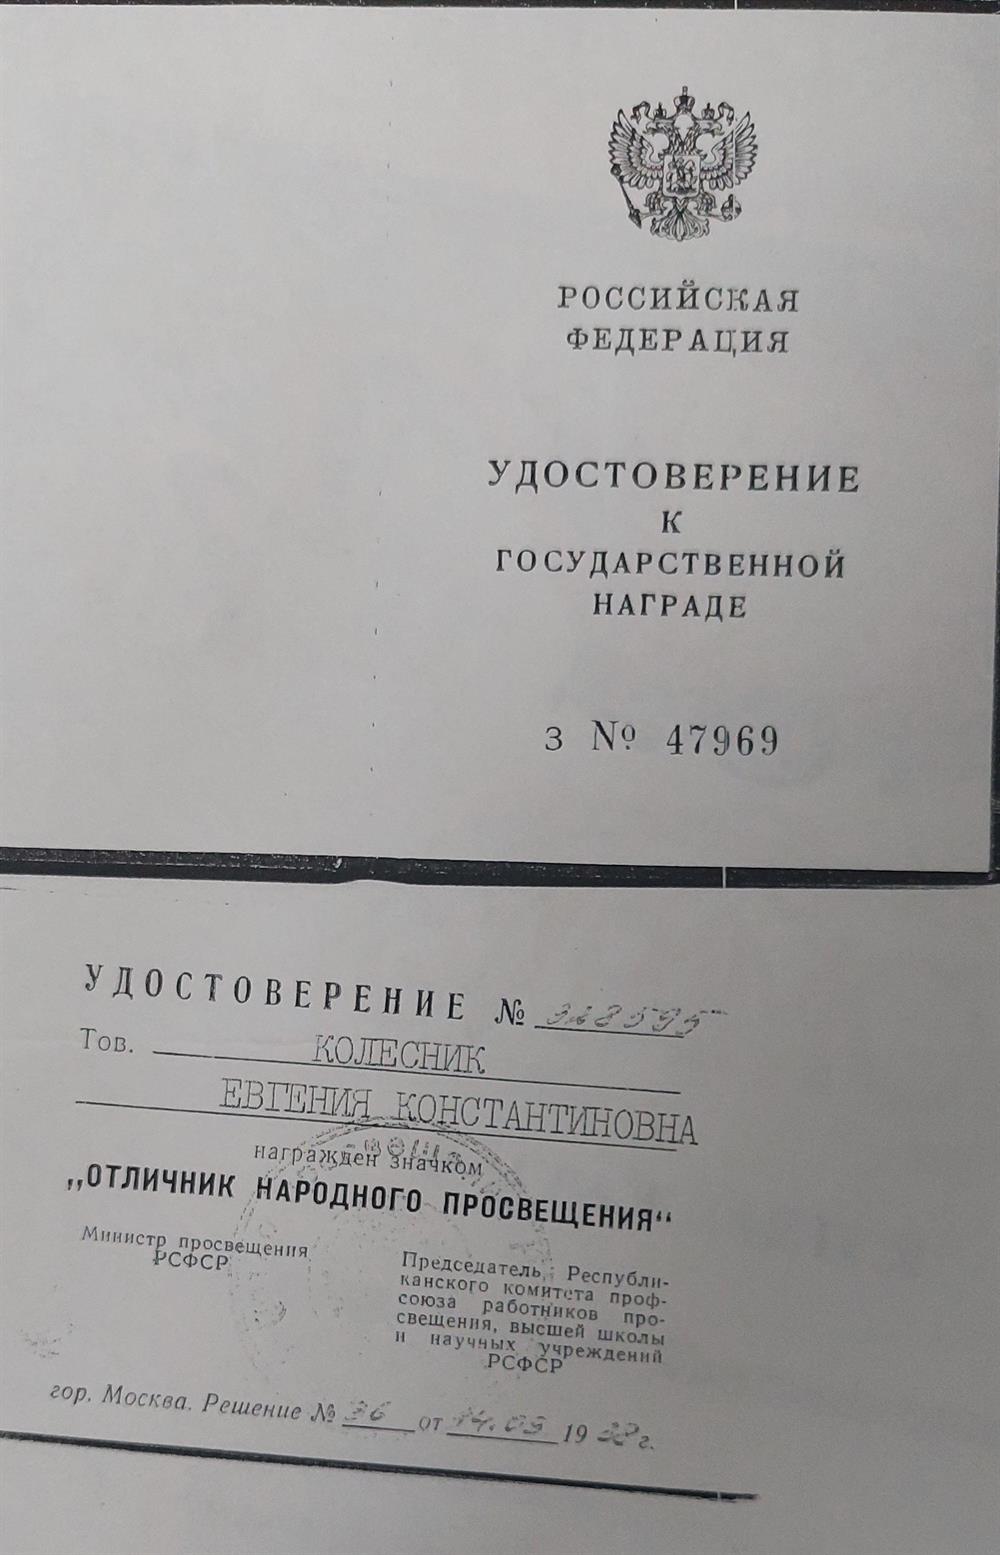 РОССИЙСКАЯ
ФЕДЕРАЦИЯ
УДОСТОВЕРЕНИЕ
К
ГОСУДАРСТВЕННОЙ
НАГРАДЕ
З № 47969
УДОСТОВЕРЕНИЕ №
Тов. КОЛЕСНИК
ЕВГЕНИЯ КОНСТАНТИНОВНА
награжден значком
„ОТЛИЧНИК НАРОДНОГО ПРОСВЕЩЕНИЯ“
Министр просвещения
РСФСР
Председатель Республи-
канского комитета проф-
союза работников про-
свещения, высшей школы
и научных учреждений
РСФСР
гор. Москва. Решение № 36 от 19 г.